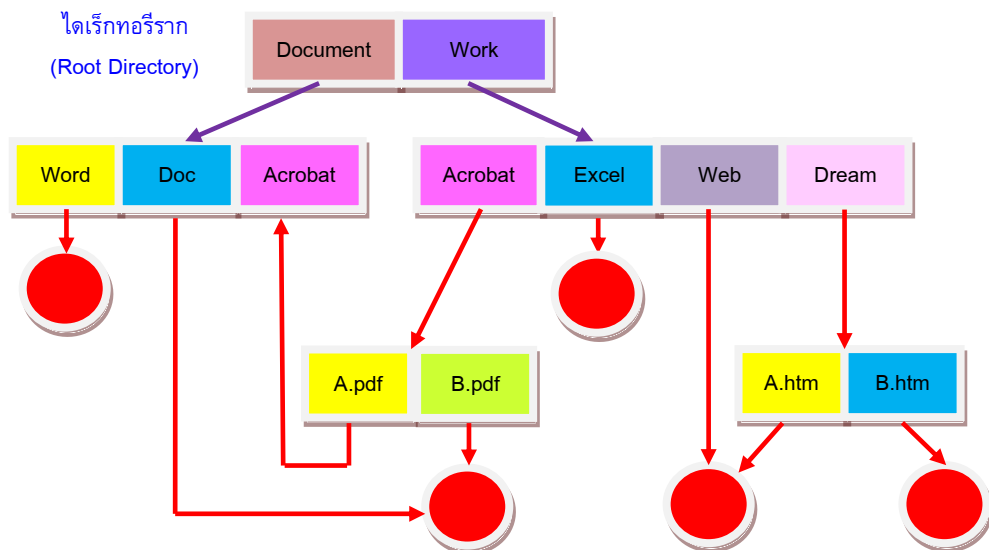 ไดเร็กทอรีราก
(Root Directory)
Document Work
Word Doc Acrobat
Acrobat Excel Web Dream
A.pdf B.pdf
A.htm B.htm